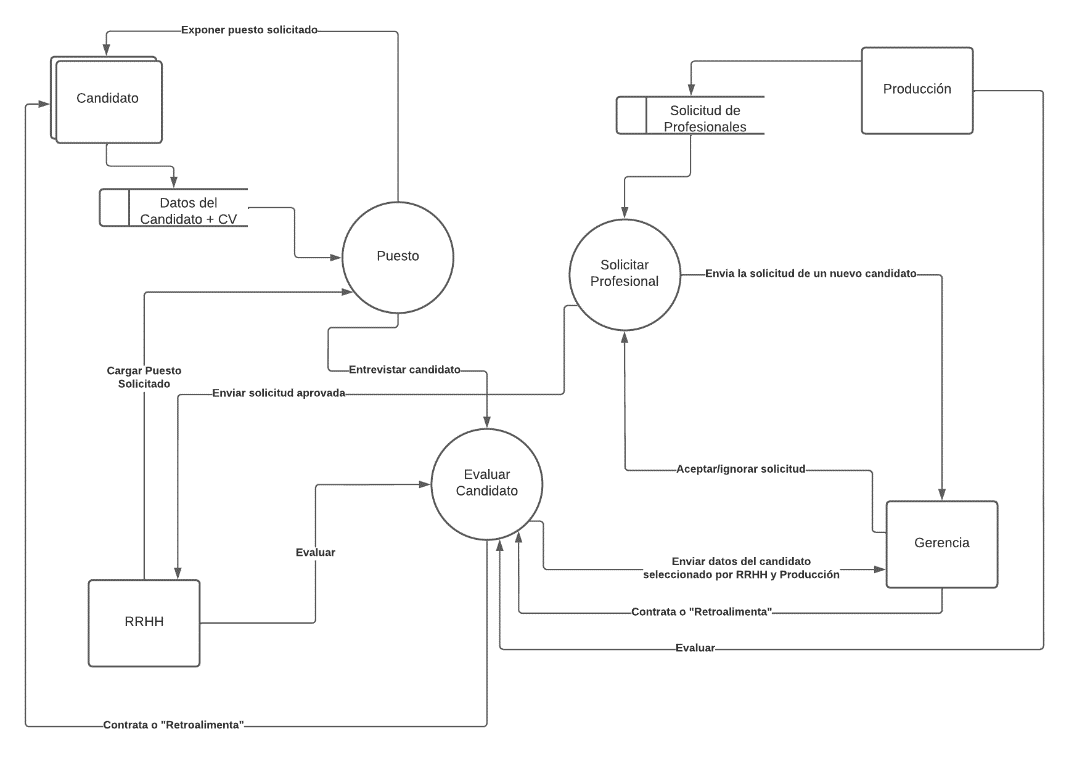 Exponer puesto solicitado
Candidato
Producción
Solicitud de
Profesionales
Datos del
Candidato + CV
Puesto
Solicitar
Profesional
Envia la solicitud de un nuevo candidato
Cargar Puesto
Solicitado
Entrevistar candidato
Enviar solicitud aprovada
Evaluar
Candidato
Aceptar/ignorar solicitud
Gerencia
Evaluar
Enviar datos del candidato
seleccionado por RRHH y Producción
RRHH
Contrata o "Retroalimenta"
Evaluar
Contrata o "Retroalimenta"